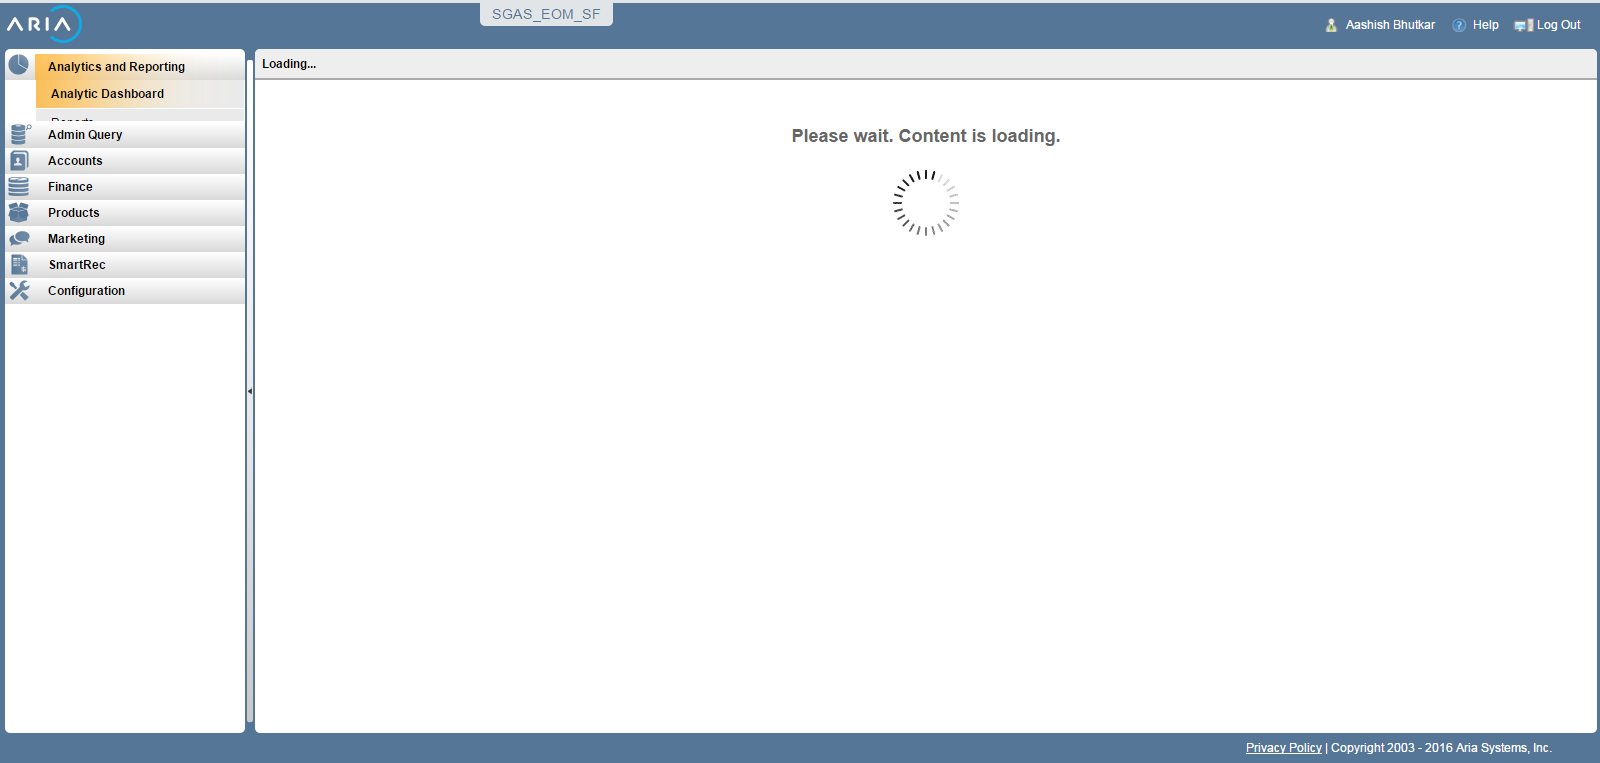 ARIA
SGAS_EOM_SF
Aashish Bhutkar
Help
Log Out
Analytics and Reporting
Analytic Dashboard
Reports
Admin Query
Accounts
Finance
Products
Marketing
SmartRec
Configuration
Loading...
Please wait. Content is loading.
Privacy Policy | Copyright 2003 - 2016 Aria Systems, Inc.